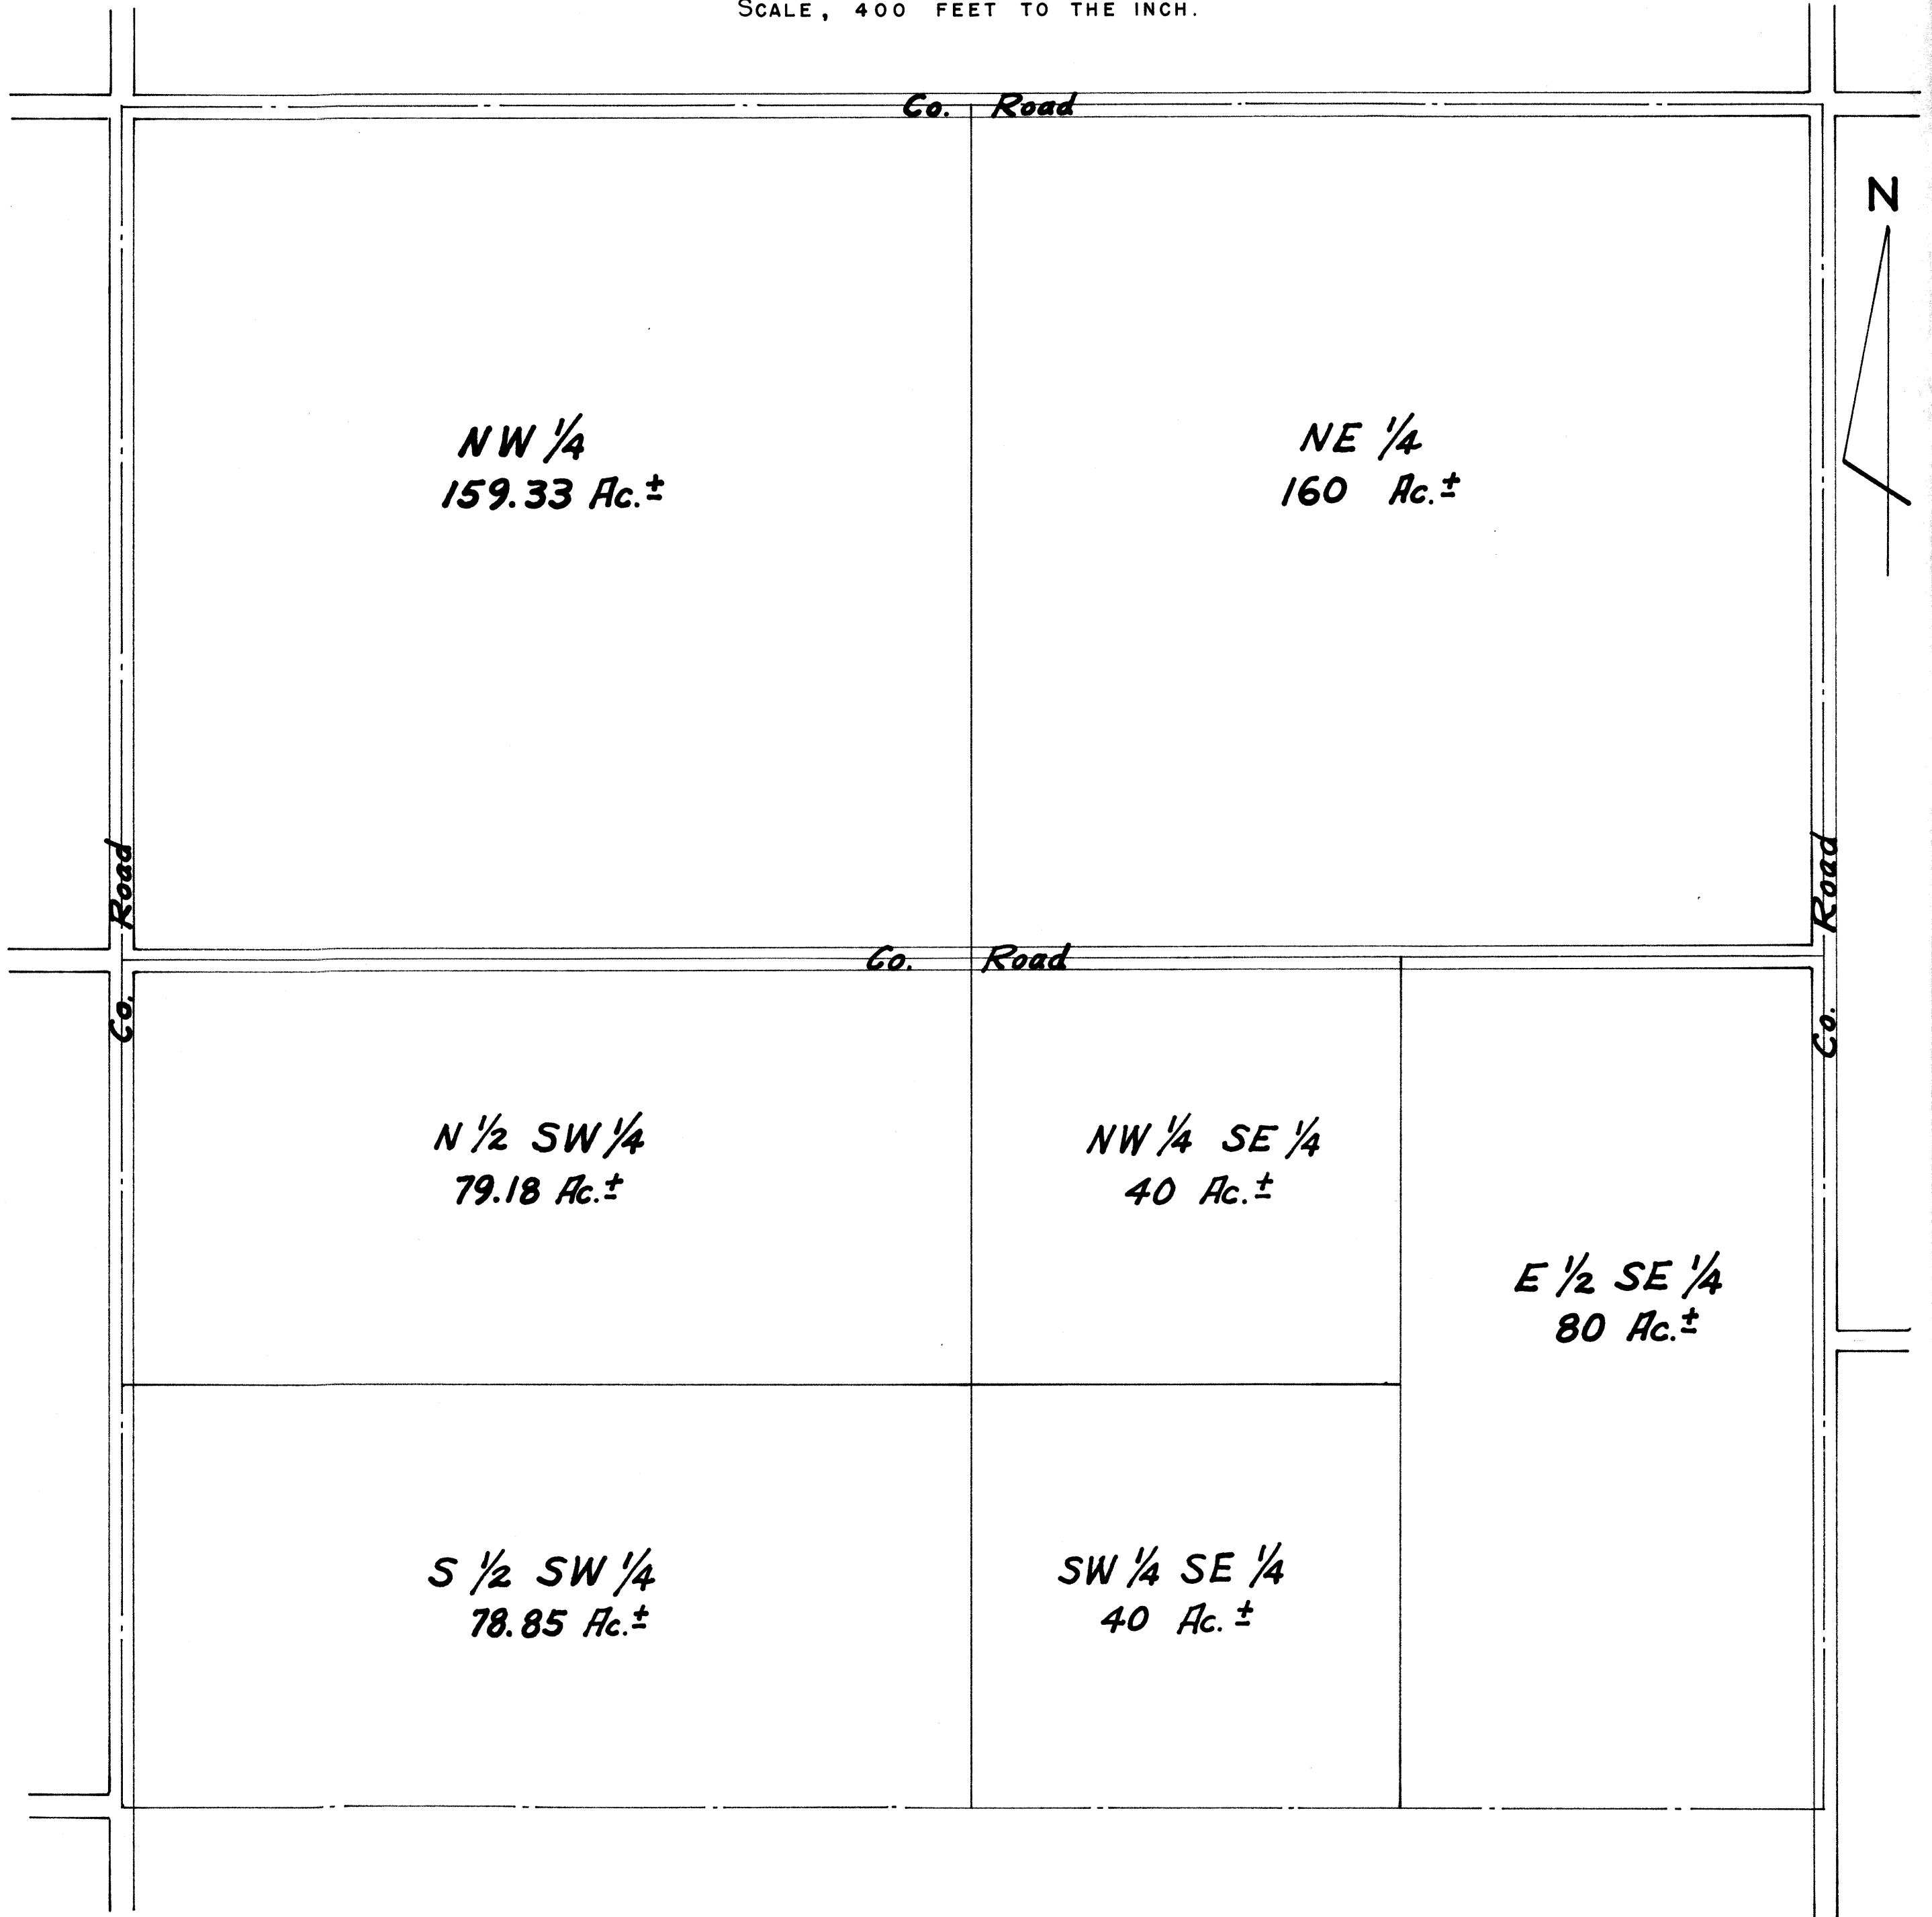 SCALE, 400 FEET TO THE INCH.
Co. Road
N
NW 1/4
159.33 Ac.±
NE 1/4
160 Ac.±
Co. Road
Co. Road
Co. Road
N 1/2 SW 1/4
79.18 Ac.±
NW 1/4 SE 1/4
40 Ac.±
E 1/2 SE 1/4
80 Ac.±
S 1/2 SW 1/4
78.85 Ac.±
SW 1/4 SE 1/4
40 Ac.±